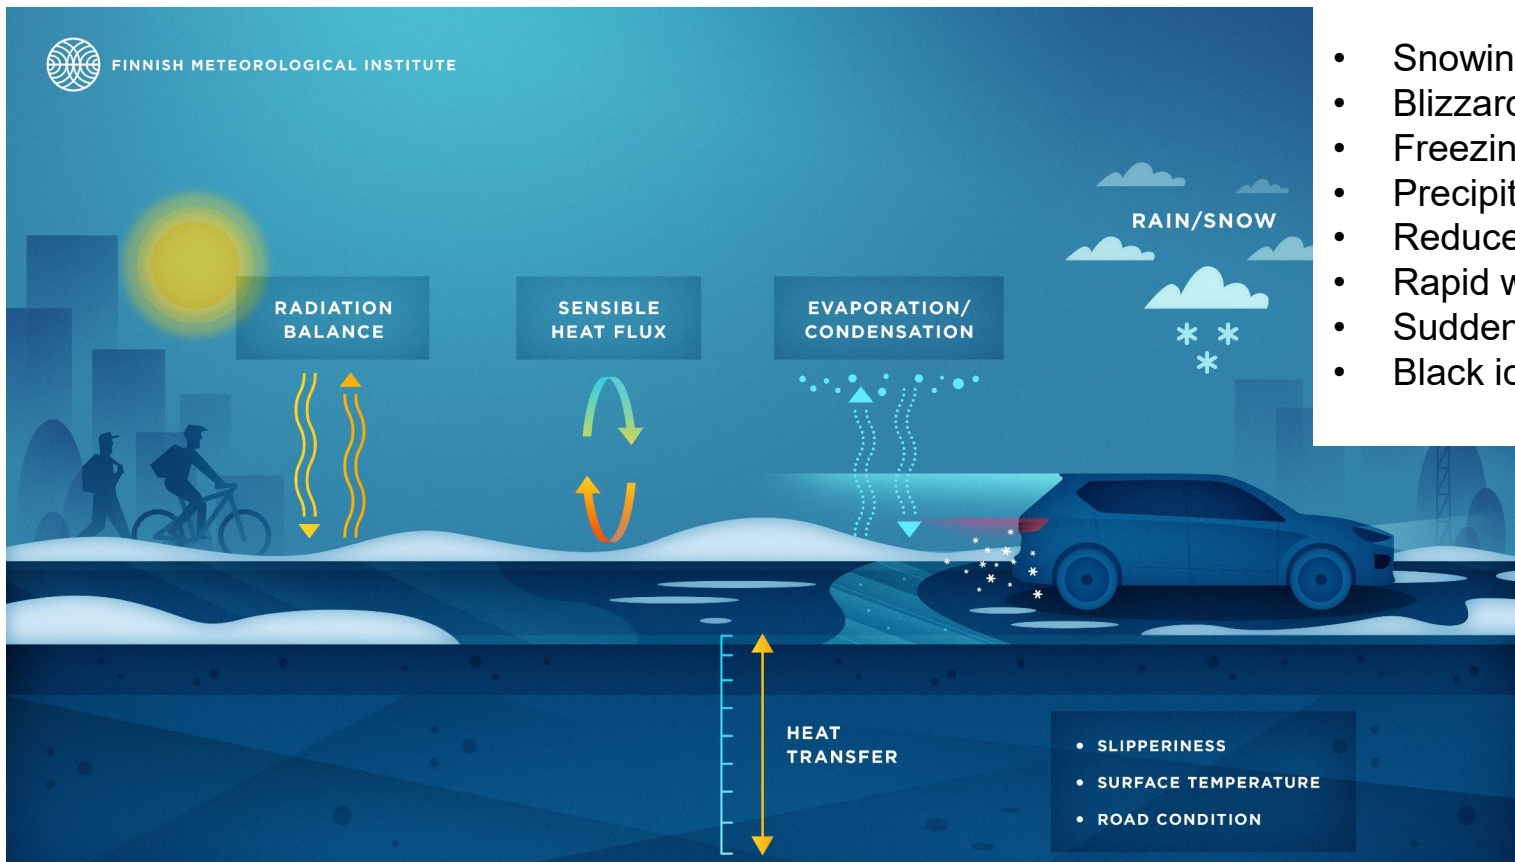 FINNISH METEOROLOGICAL INSTITUTE
RADIATION
BALANCE
SENSIBLE
HEAT FLUX
EVAPORATION/
CONDENSATION
RAIN/SNOW
• Snowin
• Blizzard
• Freezin
• Precipit
• Reduce
• Rapid w
• Sudden
• Black ic
HEAT
TRANSFER
• SLIPPERINESS
• SURFACE TEMPERATURE
• ROAD CONDITION